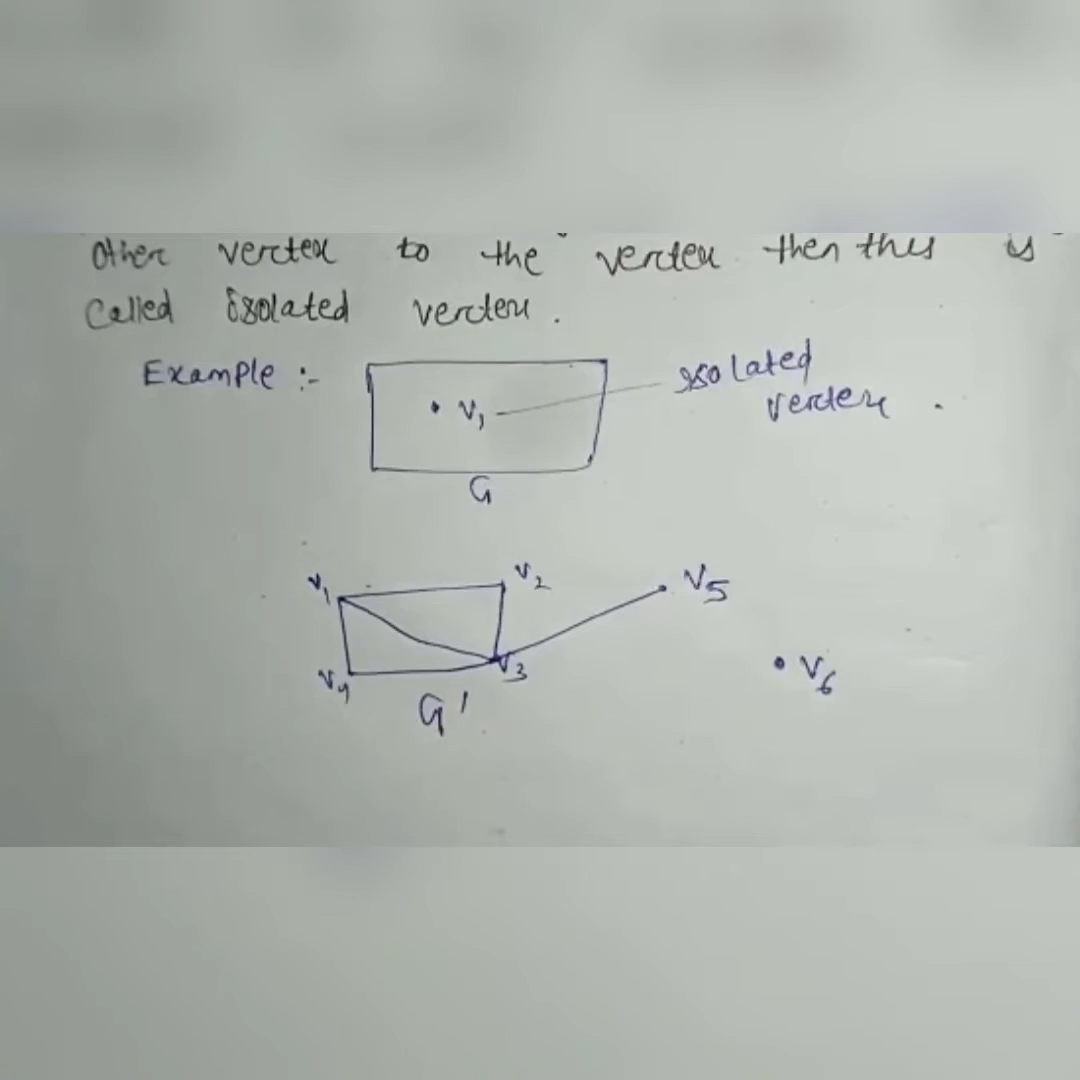 other vertex to the vertex then this is
called isolated vertex.
Example :-
isolated
vertex.
V1
G
V1
V2
V5
V4
V3
V6
G'